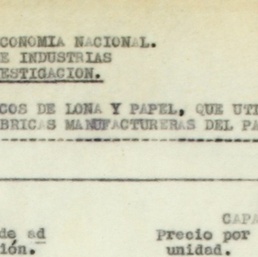 CONOMIA NACIONAL.
E INDUSTRIAS
ESTIGACION.
COS DE LONA Y PAPEL, QUE UTI
BRICAS MANUFACTURERAS DEL PA
CAPA
de ad Precio por
ión. unidad.